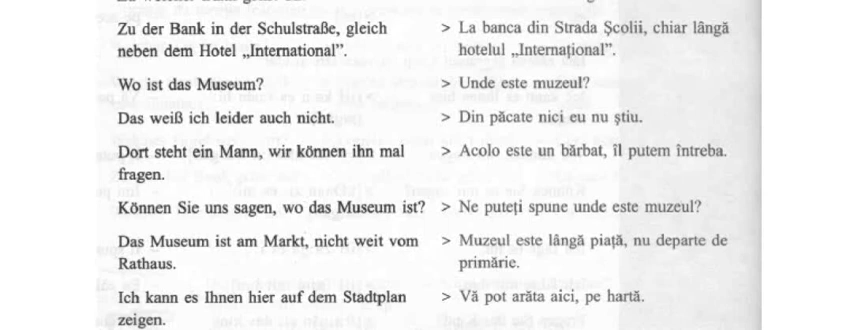 Zu der Bank in der Schulstraße, gleich > La banca din Strada Școlii, chiar lângă
neben dem Hotel „International”. hotelul „Internațional”.
Wo ist das Museum? > Unde este muzeul?
Das weiß ich leider auch nicht. > Din păcate nici eu nu știu.
Dort steht ein Mann, wir können ihn mal > Acolo este un bărbat, îl putem întreba.
fragen.
Können Sie uns sagen, wo das Museum ist? > Ne puteți spune unde este muzeul?
Das Museum ist am Markt, nicht weit vom > Muzeul este lângă piață, nu departe de
Rathaus. primărie.
Ich kann es Ihnen hier auf dem Stadtplan > Vă pot arăta aici, pe hartă.
zeigen.